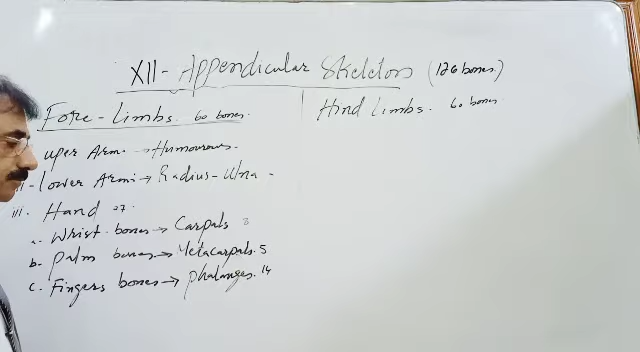 XII- Appendicular Skeleton (126 bones)
Fore-Limbs. 60 bones.
Hind Limbs. 60 bones
uper Arm. → Humourous.
Lower Arm → Radius-Ulna -
iii. Hand 27.
a. Wrist bones → Carpals 8
b. Palm bones → Metacarpals. 5
c. Fingers bones → phalanges. 14